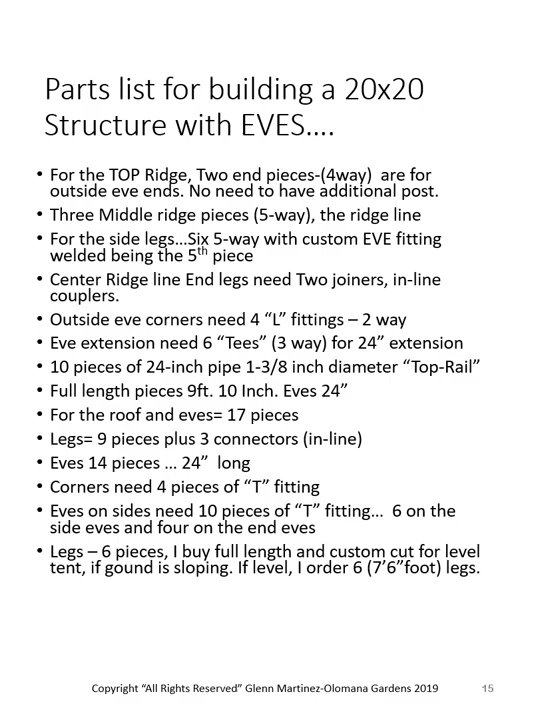 Parts list for building a 20x20
Structure with EVES….
• For the TOP Ridge, Two end pieces-(4way)  are for
outside eve ends. No need to have additional post.
• Three Middle ridge pieces (5-way), the ridge line
• For the side legs…Six 5-way with custom EVE fitting
welded being the 5th piece
• Center Ridge line End legs need Two joiners, in-line
couplers.
• Outside eve corners need 4 “L” fittings – 2 way
• Eve extension need 6 “Tees” (3 way) for 24” extension
• 10 pieces of 24-inch pipe 1-3/8 inch diameter “Top-Rail”
• Full length pieces 9ft. 10 Inch. Eves 24”
• For the roof and eves= 17 pieces
• Legs= 9 pieces plus 3 connectors (in-line)
• Eves 14 pieces … 24”  long
• Corners need 4 pieces of “T” fitting
• Eves on sides need 10 pieces of “T” fitting…  6 on the
side eves and four on the end eves
• Legs – 6 pieces, I buy full length and custom cut for level
tent, if gound is sloping. If level, I order 6 (7’6”foot) legs.
Copyright “All Rights Reserved” Glenn Martinez-Olomana Gardens 2019
15